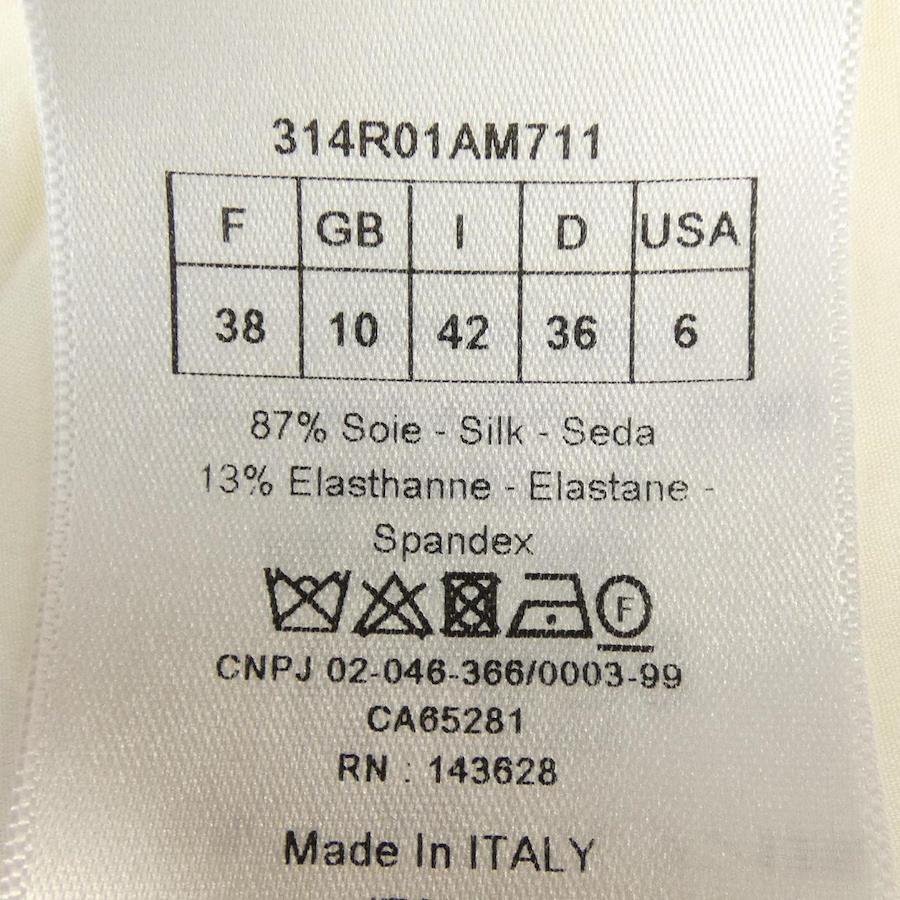 314R01AM711
F GB I D USA
38 10 42 36 6
87% Soie - Silk - Seda
13% Elasthanne - Elastane -
Spandex
F
CNPJ 02-046-366/0003-99
CA65281
RN : 143628
Made In ITALY